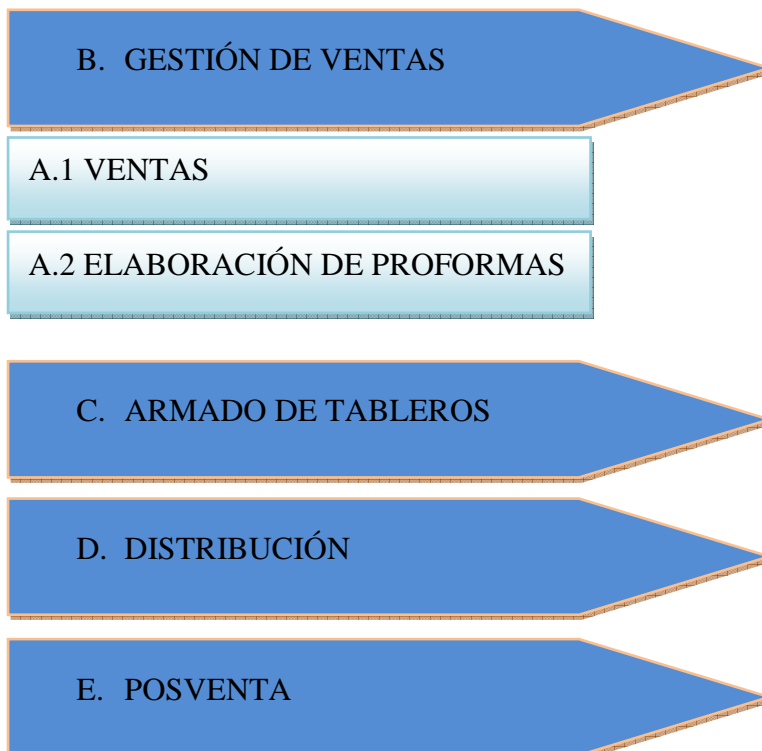 B. GESTIÓN DE VENTAS
A.1 VENTAS
A.2 ELABORACIÓN DE PROFORMAS
C. ARMADO DE TABLEROS
D. DISTRIBUCIÓN
E. POSVENTA